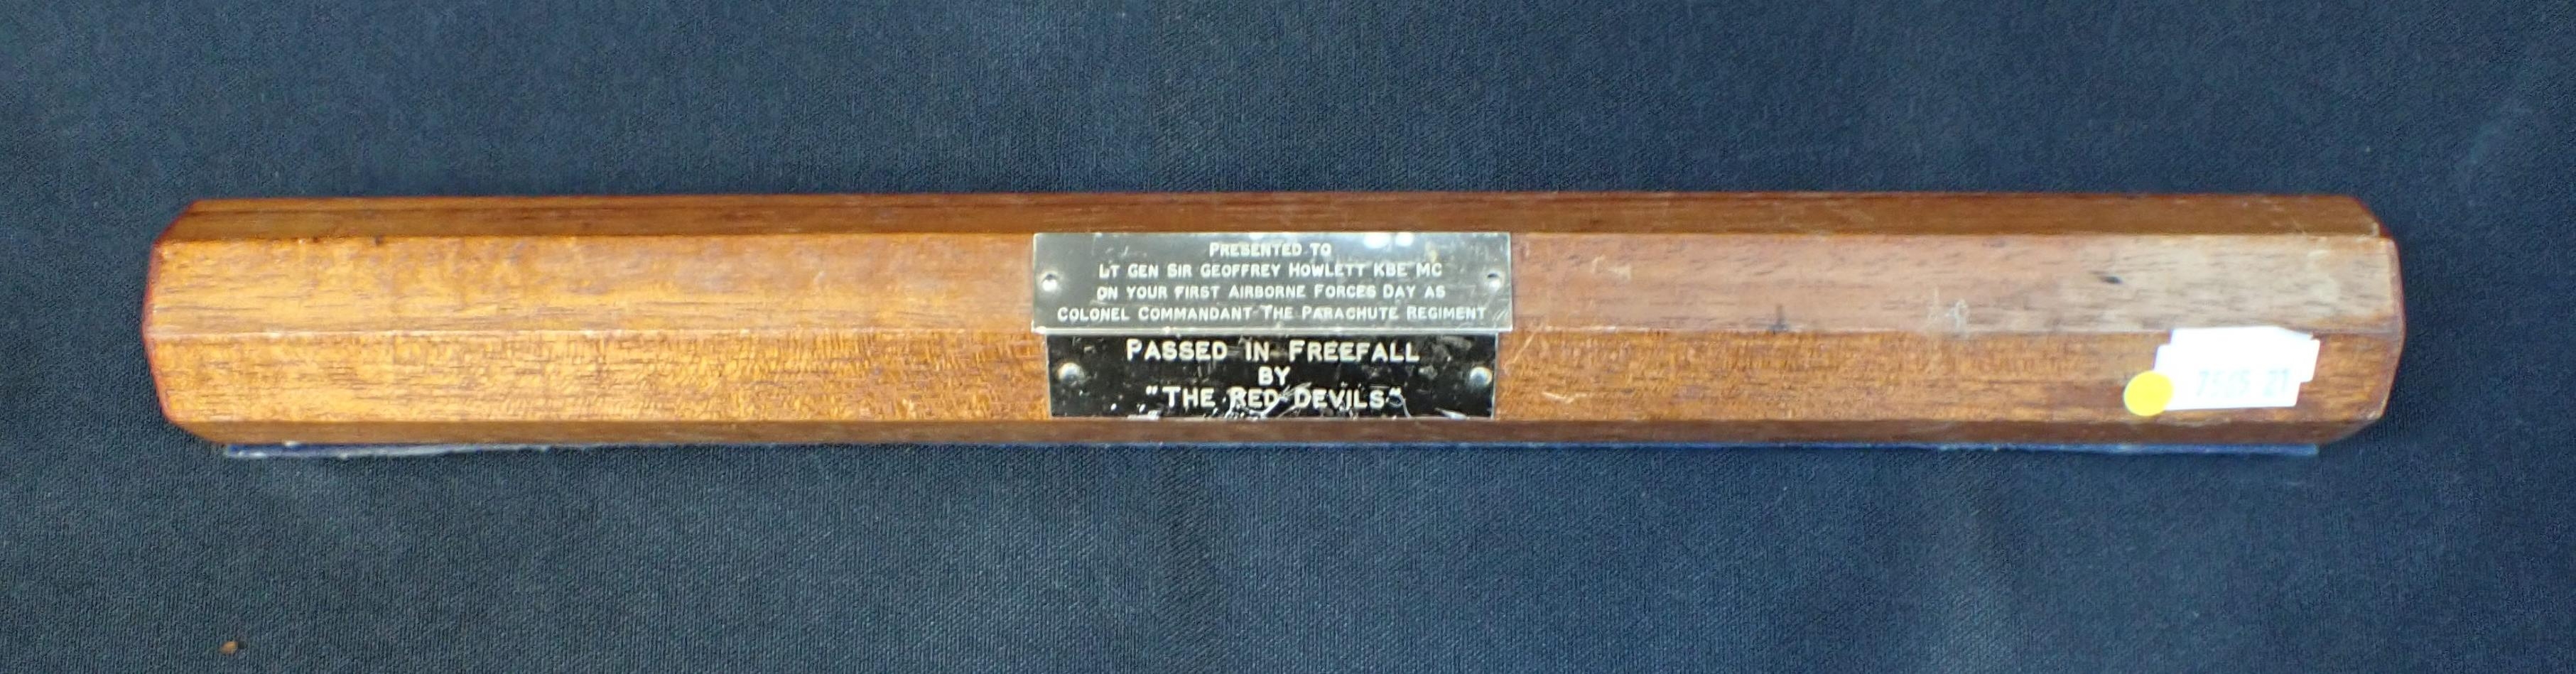 PRESENTED TO
LT GEN SIR GEOFFREY HOWLETT KBE MC
ON YOUR FIRST AIRBORNE FORCES DAY AS
COLONEL COMMANDANT THE PARACHUTE REGIMENT
PASSED IN FREEFALL
BY
"THE RED DEVILS"